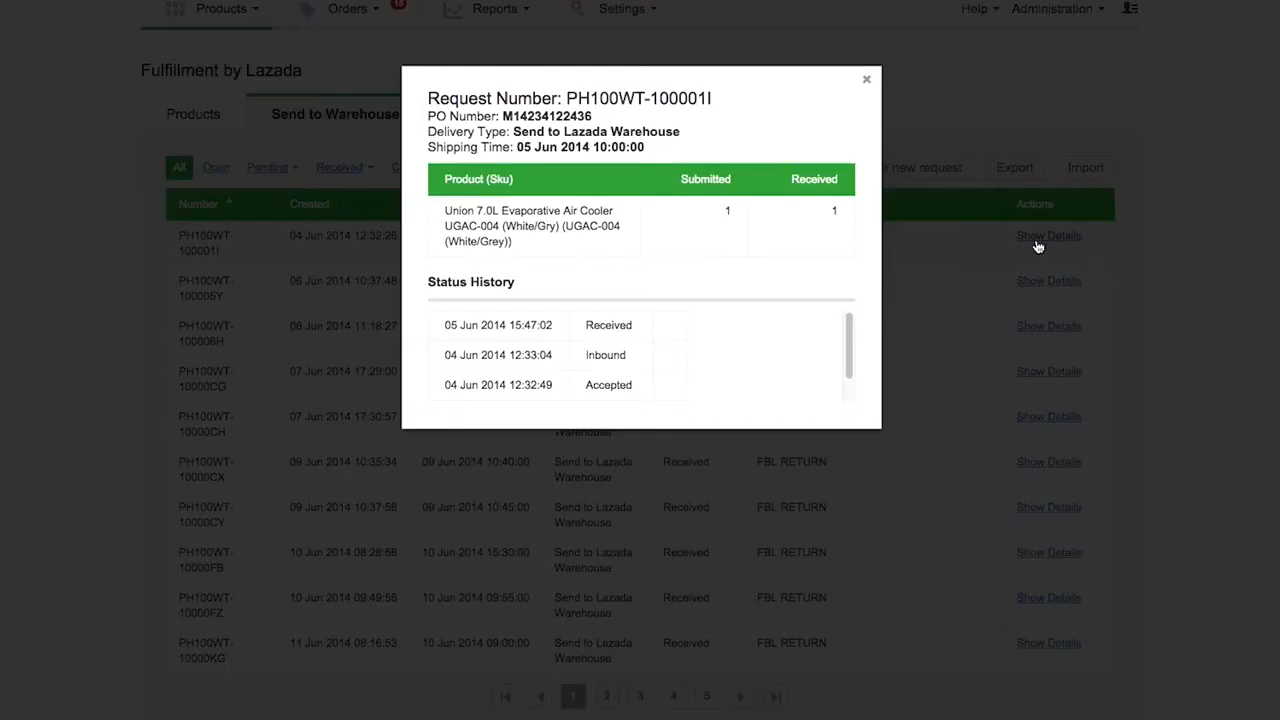 Products
Orders
15
Reports
Settings
Help
Administration
Fulfillment by Lazada
Products
Send to Warehouse
All
Open
Pending
Received
new request
Export
Import
Number
Created
Actions
Request Number: PH100WT-100001I
PO Number: M14234122436
Delivery Type: Send to Lazada Warehouse
Shipping Time: 05 Jun 2014 10:00:00
Product (Sku) Submitted Received
Union 7.0L Evaporative Air Cooler 1 1
UGAC-004 (White/Gry) (UGAC-004
(White/Grey))
Status History
05 Jun 2014 15:47:02 Received
04 Jun 2014 12:33:04 Inbound
04 Jun 2014 12:32:49 Accepted
PH100WT- 04 Jun 2014 12:32:26 Show Details
100001I
PH100WT- 06 Jun 2014 10:37:48 Show Details
100005Y
PH100WT- 06 Jun 2014 11:18:27 Show Details
100006H
PH100WT- 07 Jun 2014 17:29:00 Show Details
10000CG
PH100WT- 07 Jun 2014 17:30:57 Show Details
10000CH Warehouse
PH100WT- 09 Jun 2014 10:35:34 09 Jun 2014 10:40:00 Send to Lazada Received FBL RETURN Show Details
10000CX Warehouse
PH100WT- 09 Jun 2014 10:37:56 09 Jun 2014 10:45:00 Send to Lazada Received FBL RETURN Show Details
10000CY Warehouse
PH100WT- 10 Jun 2014 08:28:58 10 Jun 2014 15:30:00 Send to Lazada Received FBL RETURN Show Details
10000FB Warehouse
PH100WT- 10 Jun 2014 09:49:56 10 Jun 2014 09:55:00 Send to Lazada Received FBL RETURN Show Details
10000FZ Warehouse
PH100WT- 11 Jun 2014 08:16:53 10 Jun 2014 09:00:00 Send to Lazada Received FBL RETURN Show Details
10000KG Warehouse
1 2 3 4 5